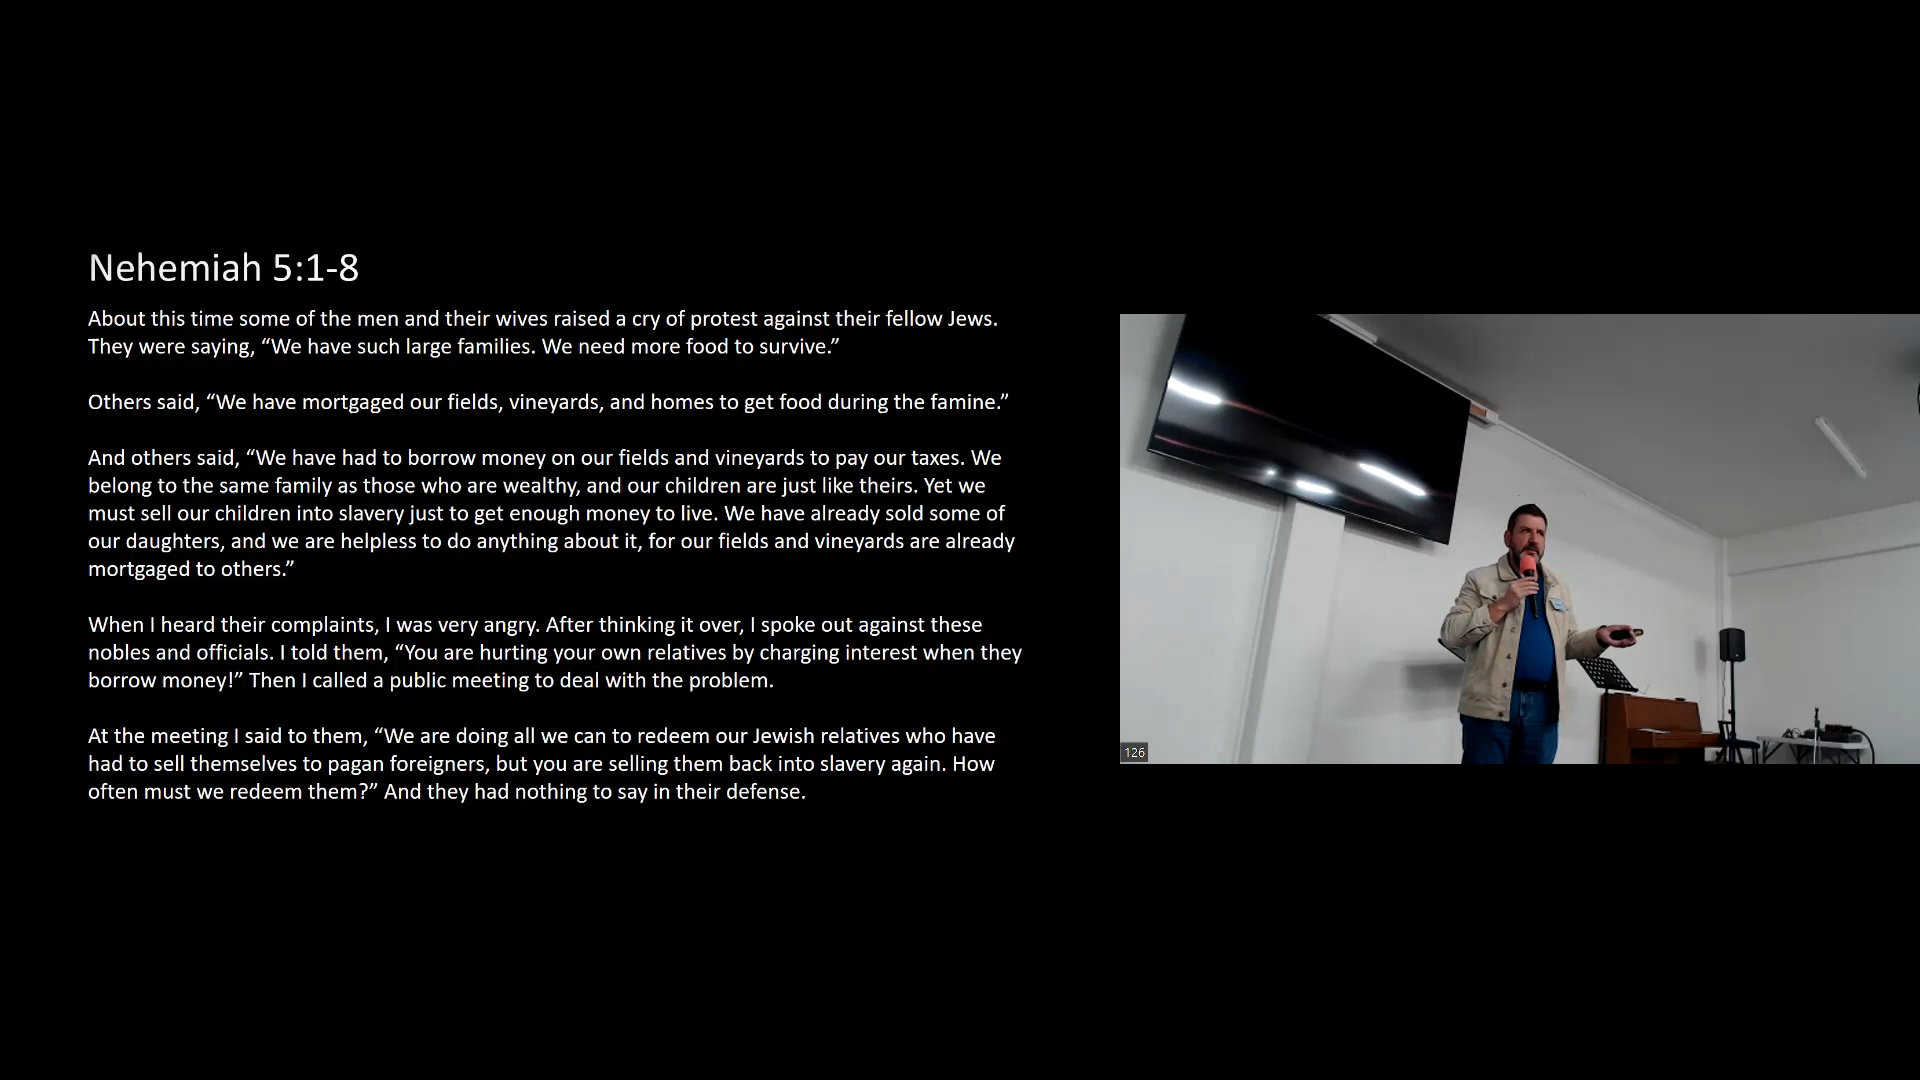 Nehemiah 5:1-8
About this time some of the men and their wives raised a cry of protest against their fellow Jews.
They were saying, “We have such large families. We need more food to survive.”
Others said, “We have mortgaged our fields, vineyards, and homes to get food during the famine.”
And others said, “We have had to borrow money on our fields and vineyards to pay our taxes. We
belong to the same family as those who are wealthy, and our children are just like theirs. Yet we
must sell our children into slavery just to get enough money to live. We have already sold some of
our daughters, and we are helpless to do anything about it, for our fields and vineyards are already
mortgaged to others.”
When I heard their complaints, I was very angry. After thinking it over, I spoke out against these
nobles and officials. I told them, “You are hurting your own relatives by charging interest when they
borrow money!” Then I called a public meeting to deal with the problem.
At the meeting I said to them, “We are doing all we can to redeem our Jewish relatives who have
had to sell themselves to pagan foreigners, but you are selling them back into slavery again. How
often must we redeem them?” And they had nothing to say in their defense.
126